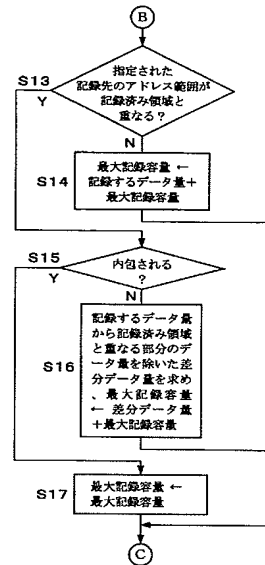 B
S13
指定された
記録先のアドレス範囲が
記録済み領域と
重なる?
Y
N
S14
最大記録容量 ←
記録するデータ量+
最大記録容量
S15
内包される
?
Y
N
S16
記録するデータ量
から記録済み領域
と重なる部分のデ
ータ量を除いた差
分データ量を求め
、最大記録容量
← 差分データ量
+最大記録容量
S17
最大記録容量 ←
最大記録容量
C